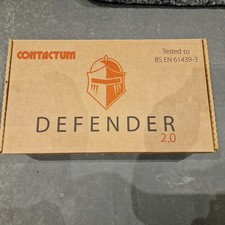 CONTACTUM
Tested to
BS EN 61439-3
DEFENDER
2.0